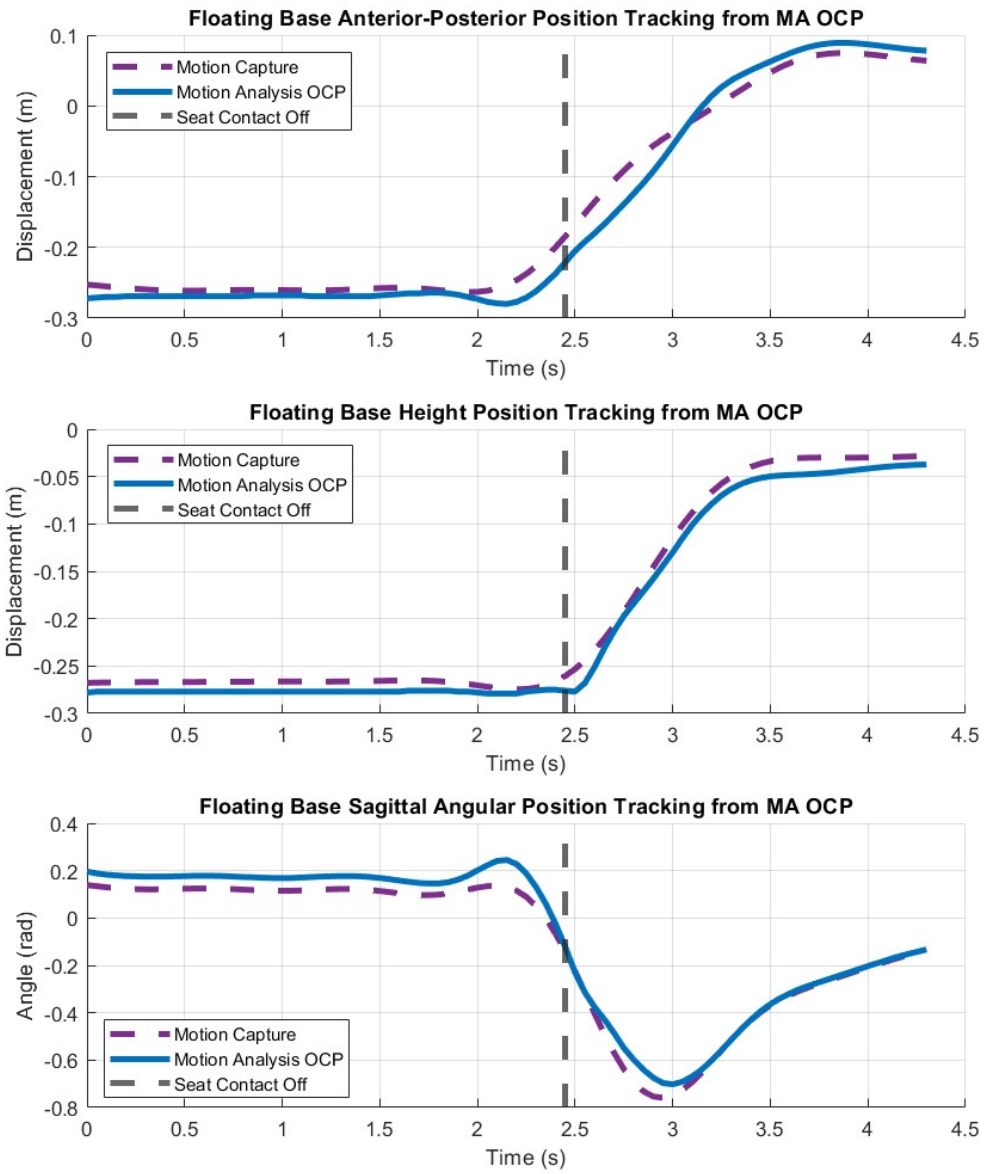 Floating Base Anterior-Posterior Position Tracking from MA OCP
0.1
0
-0.1
-0.2
-0.3
Displacement (m)
Motion Capture
Motion Analysis OCP
Seat Contact Off
0 0.5 1 1.5 2 2.5 3 3.5 4 4.5
Time (s)
Floating Base Height Position Tracking from MA OCP
0
-0.05
-0.1
-0.15
-0.2
-0.25
-0.3
Displacement (m)
Motion Capture
Motion Analysis OCP
Seat Contact Off
0 0.5 1 1.5 2 2.5 3 3.5 4 4.5
Time (s)
Floating Base Sagittal Angular Position Tracking from MA OCP
0.4
0.2
0
-0.2
-0.4
-0.6
-0.8
Angle (rad)
Motion Capture
Motion Analysis OCP
Seat Contact Off
0 0.5 1 1.5 2 2.5 3 3.5 4 4.5
Time (s)